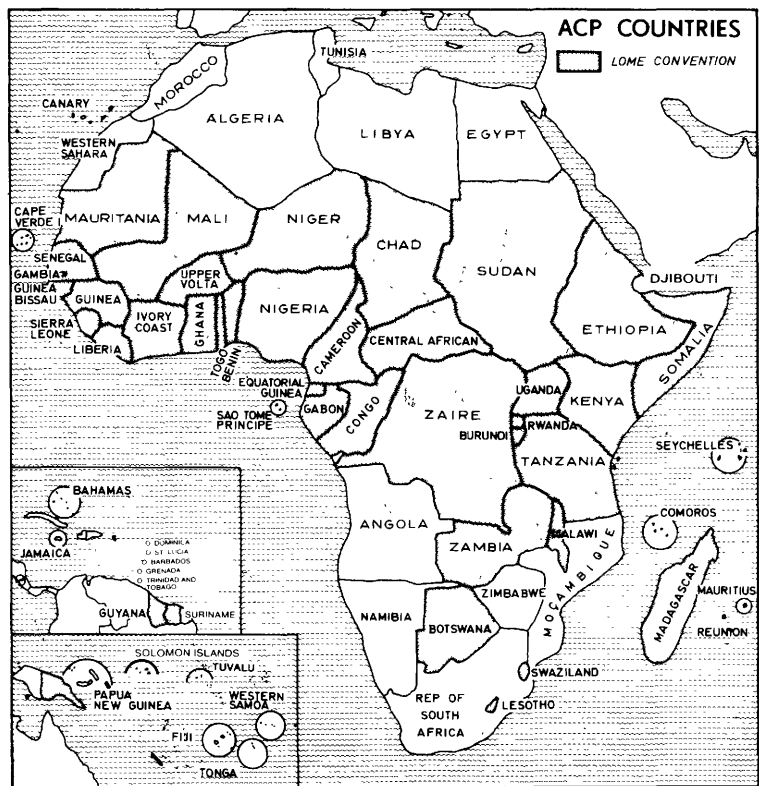 ACP COUNTRIES
LOME CONVENTION
TUNISIA
MOROCCO
CANARY
ALGERIA
LIBYA
EGYPT
WESTERN
SAHARA
MAURITANIA
MALI
NIGER
CHAD
SUDAN
CAPE
VERDE
SENEGAL
GAMBIA
GUINEA
BISSAU
GUINEA
UPPER
VOLTA
NIGERIA
DJIBOUTI
ETHIOPIA
SOMALIA
SIERRA
LEONE
LIBERIA
IVORY
COAST
GHANA
TOGO
BENIN
CAMEROON
CENTRAL AFRICAN
EQUATORIAL
GUINEA
SAO TOME
PRINCIPE
GABON
CONGO
ZAIRE
UGANDA
KENYA
RWANDA
BURUNDI
TANZANIA
SEYCHELLES
COMOROS
ANGOLA
ZAMBIA
MALAWI
MOÇAMBIQUE
ZIMBABWE
MADAGASCAR
MAURITIUS
REUNION
NAMIBIA
BOTSWANA
SWAZILAND
LESOTHO
REP OF
SOUTH
AFRICA
BAHAMAS
JAMAICA
DOMINILA
ST LUCIA
BARBADOS
GRENADA
TRINIDAD AND
TOBAGO
GUYANA
SURINAME
SOLOMON ISLANDS
TUVALU
PAPUA
NEW GUINEA
WESTERN
SAMOA
FIJI
TONGA